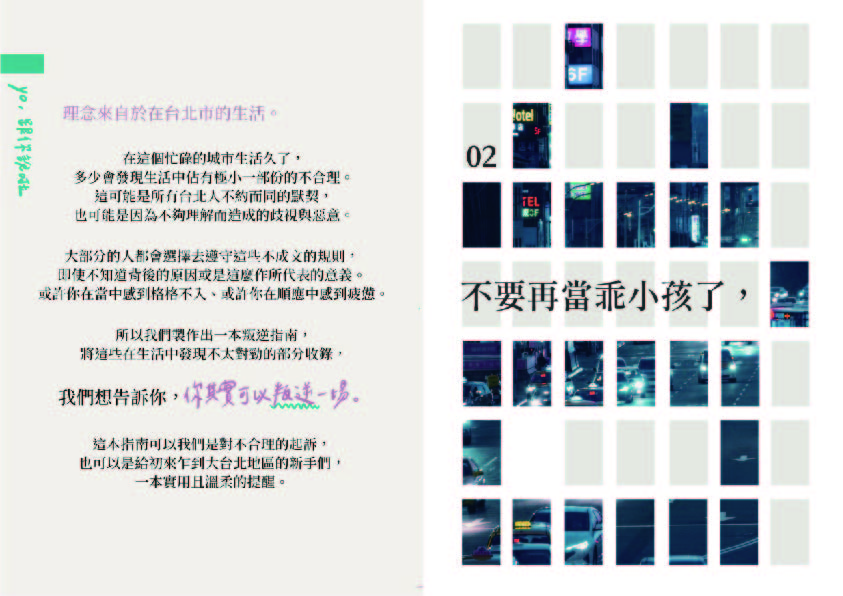 yo, 跟你說啦
理念來自於在台北市的生活。
在這個忙碌的城市生活久了，
多少會發現生活中佔有極小一部份的不合理。
這可能是所有台北人不約而同的默契，
也可能是因為不夠理解而造成的歧視與惡意。
大部分的人都會選擇去遵守這些不成文的規則，
即使不知道背後的原因或是這麼作所代表的意義。
或許你在當中感到格格不入、或許你在順應中感到疲憊。
所以我們製作出一本叛逆指南，
將這些在生活中發現不太對勁的部分收錄，
我們想告訴你，你其實可以叛逆一場。
這本指南可以我們是對不合理的起訴，
也可以是給初來乍到大台北地區的新手們，
一本實用且溫柔的提醒。
學
SF
Hotel
02
TEL
不要再當乖小孩了，